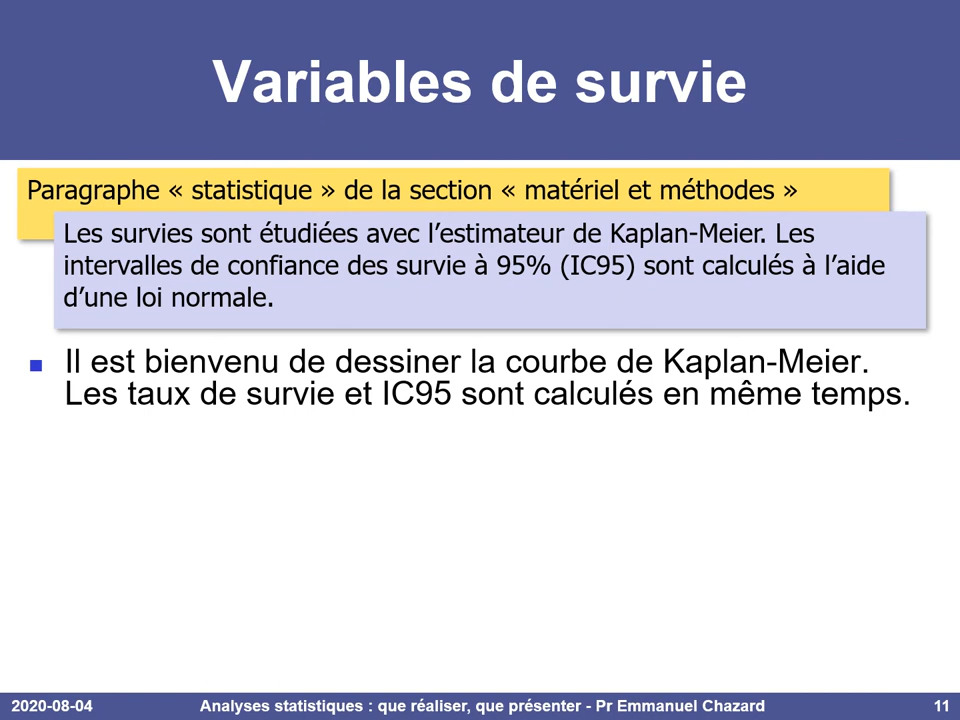 Variables de survie
Paragraphe « statistique » de la section « matériel et méthodes »
Les survies sont étudiées avec l’estimateur de Kaplan-Meier. Les
intervalles de confiance des survie à 95% (IC95) sont calculés à l’aide
d’une loi normale.
Il est bienvenu de dessiner la courbe de Kaplan-Meier.
Les taux de survie et IC95 sont calculés en même temps.
2020-08-04 Analyses statistiques : que réaliser, que présenter - Pr Emmanuel Chazard 11